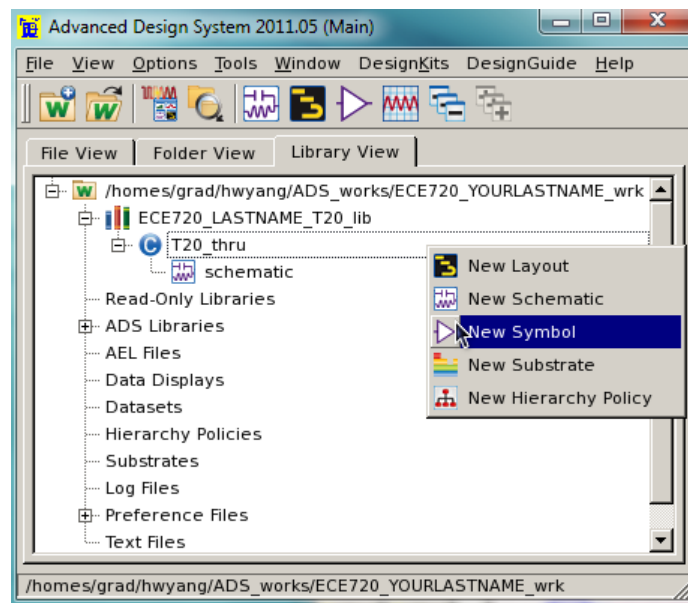 Advanced Design System 2011.05 (Main)
File View Options Tools Window DesignKits DesignGuide Help
File View Folder View Library View
/homes/grad/hwyang/ADS_works/ECE720_YOURLASTNAME_wrk
ECE720_LASTNAME_T20_lib
T20_thru
schematic
Read-Only Libraries
ADS Libraries
AEL Files
Data Displays
Datasets
Hierarchy Policies
Substrates
Log Files
Preference Files
Text Files
New Layout
New Schematic
New Symbol
New Substrate
New Hierarchy Policy
/homes/grad/hwyang/ADS_works/ECE720_YOURLASTNAME_wrk